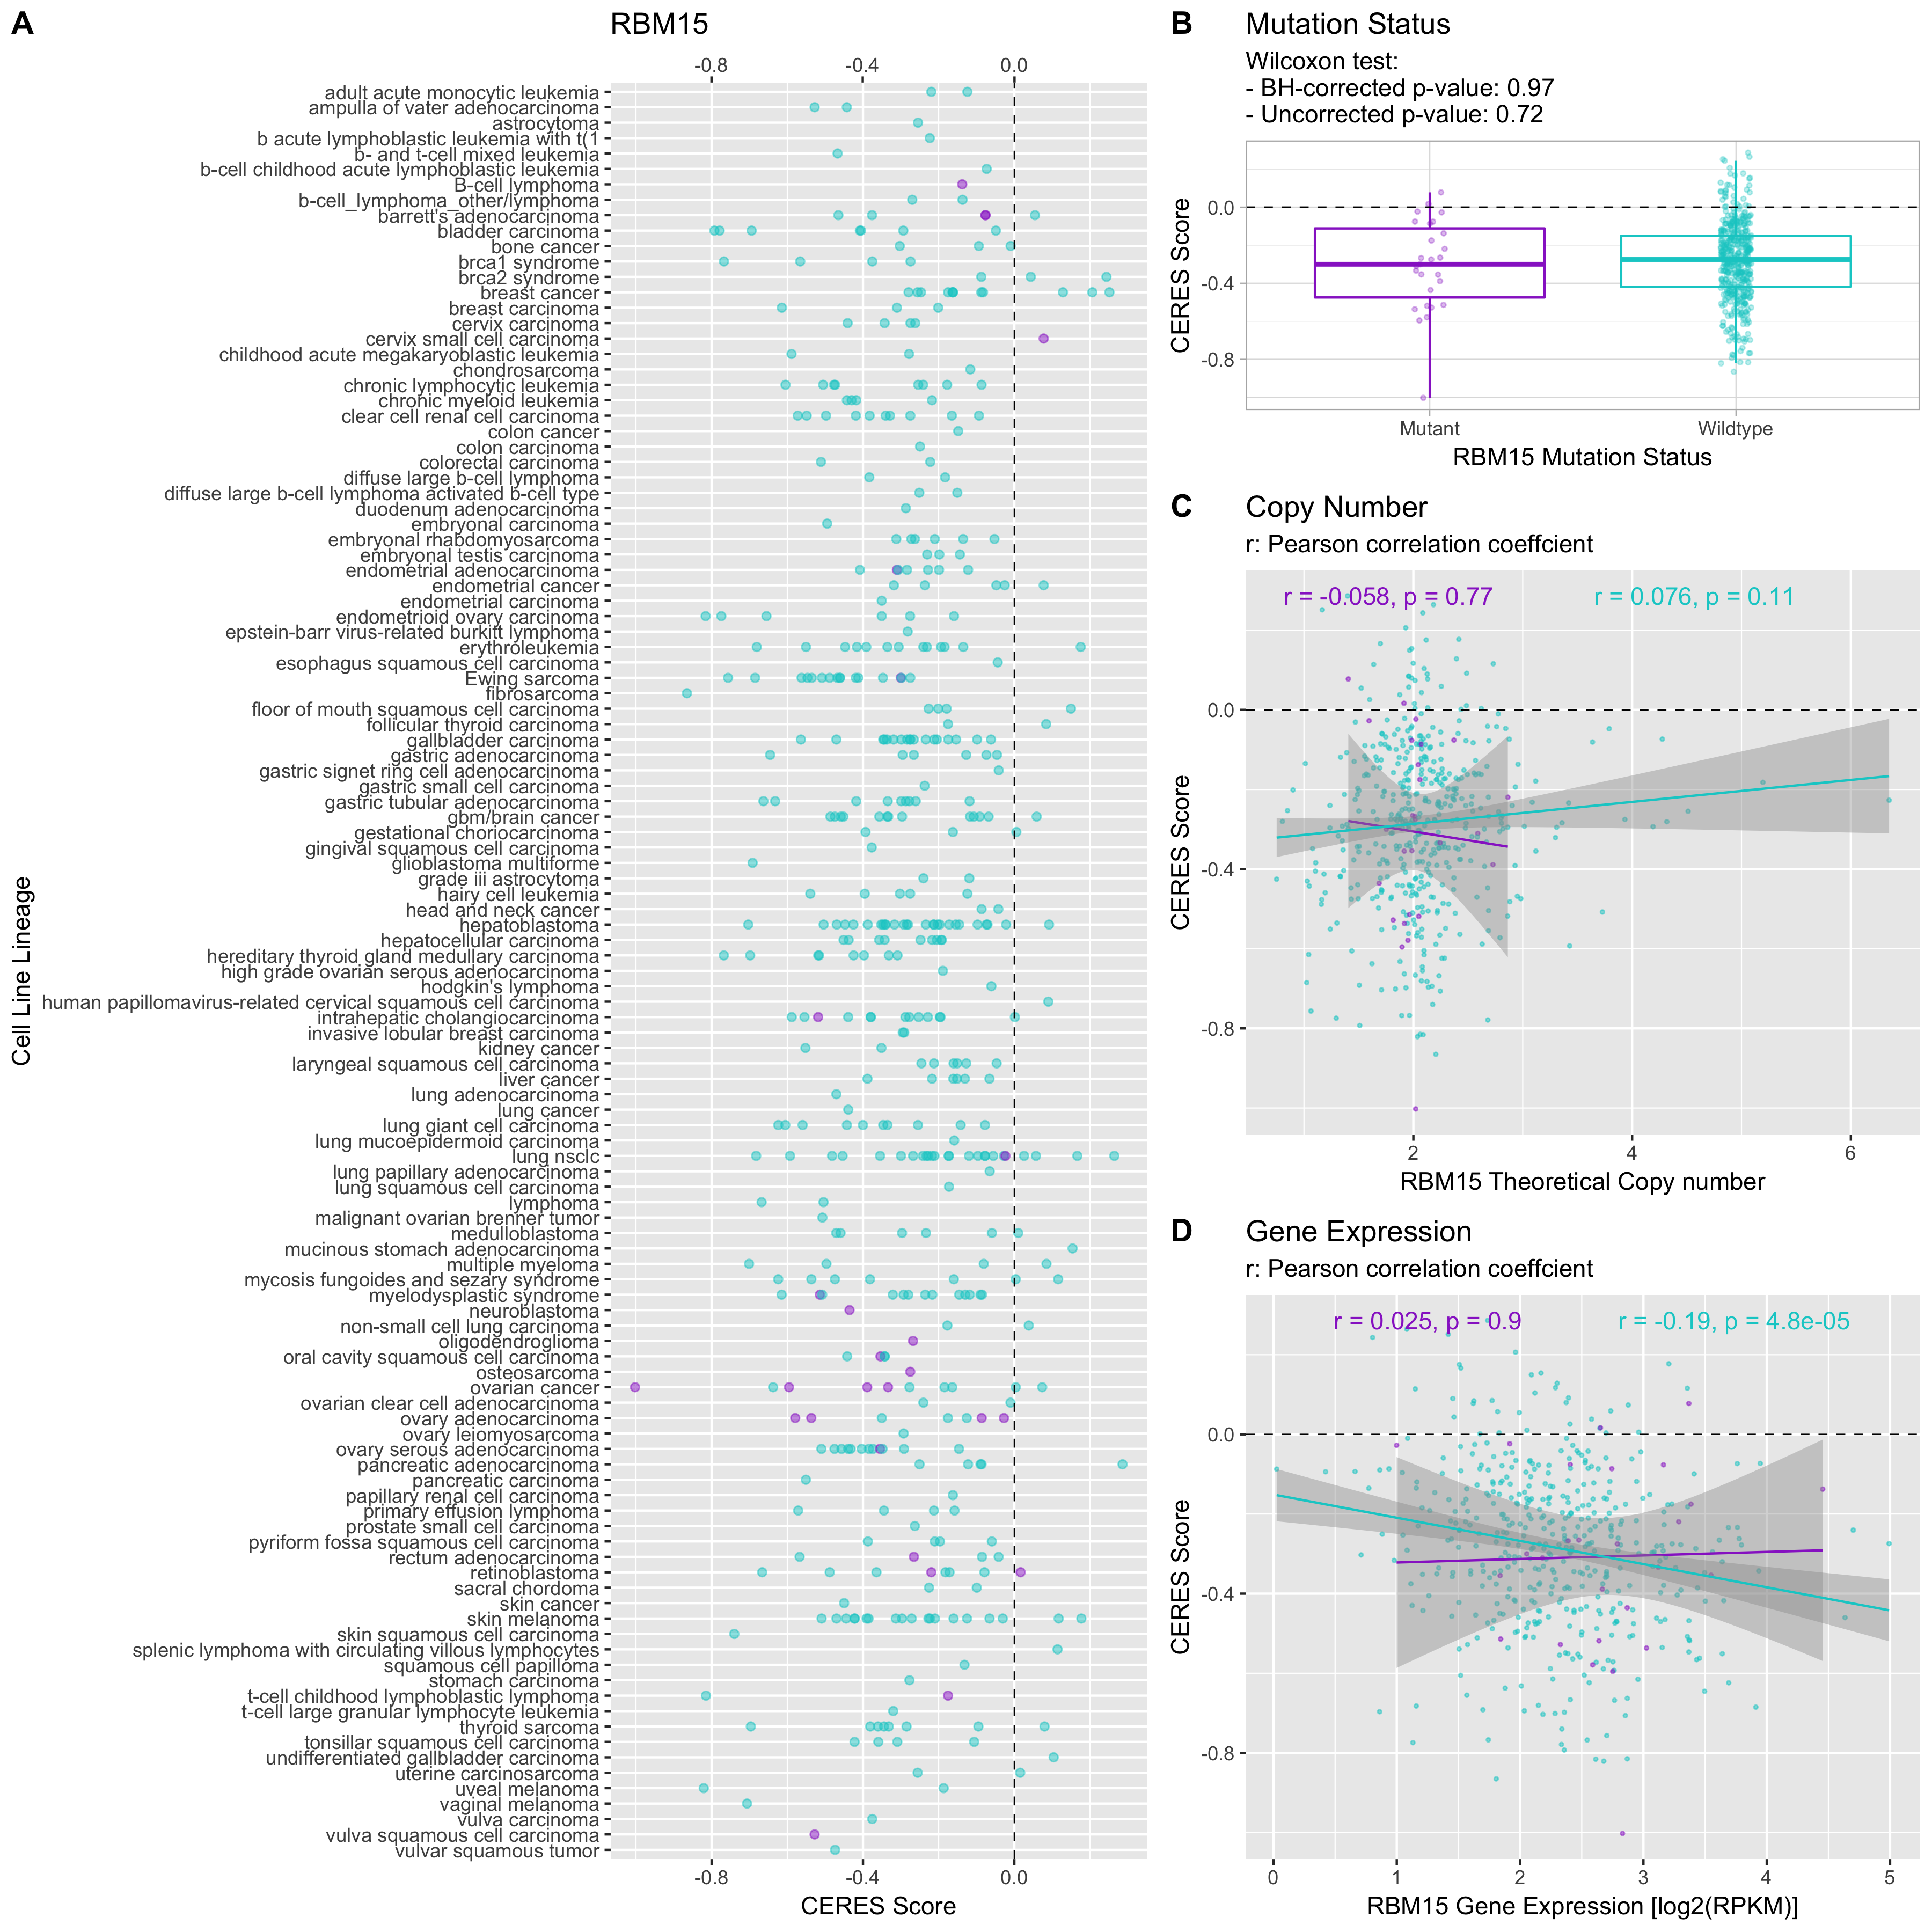 A
RBM15
-0.8
-0.4
0.0
Cell Line Lineage
adult acute monocytic leukemia
ampulla of vater adenocarcinoma
astrocytoma
b acute lymphoblastic leukemia with t(1
b- and t-cell mixed leukemia
b-cell childhood acute lymphoblastic leukemia
B-cell lymphoma
b-cell_lymphoma_other/lymphoma
barrett's adenocarcinoma
bladder carcinoma
bone cancer
brca1 syndrome
brca2 syndrome
breast cancer
breast carcinoma
cervix carcinoma
cervix small cell carcinoma
childhood acute megakaryoblastic leukemia
chondrosarcoma
chronic lymphocytic leukemia
chronic myeloid leukemia
clear cell renal cell carcinoma
colon cancer
colon carcinoma
colorectal carcinoma
diffuse large b-cell lymphoma
diffuse large b-cell lymphoma activated b-cell type
duodenum adenocarcinoma
embryonal carcinoma
embryonal rhabdomyosarcoma
embryonal testis carcinoma
endometrial adenocarcinoma
endometrial cancer
endometrial carcinoma
endometrioid ovary carcinoma
epstein-barr virus-related burkitt lymphoma
erythroleukemia
esophagus squamous cell carcinoma
Ewing sarcoma
fibrosarcoma
floor of mouth squamous cell carcinoma
follicular thyroid carcinoma
gallbladder carcinoma
gastric adenocarcinoma
gastric signet ring cell adenocarcinoma
gastric small cell carcinoma
gastric tubular adenocarcinoma
gbm/brain cancer
gestational choriocarcinoma
gingival squamous cell carcinoma
glioblastoma multiforme
grade iii astrocytoma
hairy cell leukemia
head and neck cancer
hepatoblastoma
hepatocellular carcinoma
hereditary thyroid gland medullary carcinoma
high grade ovarian serous adenocarcinoma
hodgkin's lymphoma
human papillomavirus-related cervical squamous cell carcinoma
intrahepatic cholangiocarcinoma
invasive lobular breast carcinoma
kidney cancer
laryngeal squamous cell carcinoma
liver cancer
lung adenocarcinoma
lung cancer
lung giant cell carcinoma
lung mucoepidermoid carcinoma
lung nsclc
lung papillary adenocarcinoma
lung squamous cell carcinoma
lymphoma
malignant ovarian brenner tumor
medulloblastoma
mucinous stomach adenocarcinoma
multiple myeloma
mycosis fungoides and sezary syndrome
myelodysplastic syndrome
neuroblastoma
non-small cell lung carcinoma
oligodendroglioma
oral cavity squamous cell carcinoma
osteosarcoma
ovarian cancer
ovarian clear cell adenocarcinoma
ovary adenocarcinoma
ovary leiomyosarcoma
ovary serous adenocarcinoma
pancreatic adenocarcinoma
pancreatic carcinoma
papillary renal cell carcinoma
primary effusion lymphoma
prostate small cell carcinoma
pyriform fossa squamous cell carcinoma
rectum adenocarcinoma
retinoblastoma
sacral chordoma
skin cancer
skin melanoma
skin squamous cell carcinoma
splenic lymphoma with circulating villous lymphocytes
squamous cell papilloma
stomach carcinoma
t-cell childhood lymphoblastic lymphoma
t-cell large granular lymphocyte leukemia
thyroid sarcoma
tonsillar squamous cell carcinoma
undifferentiated gallbladder carcinoma
uterine carcinosarcoma
uveal melanoma
vaginal melanoma
vulva carcinoma
vulva squamous cell carcinoma
vulvar squamous tumor
-0.8
-0.4
0.0
CERES Score
B
Mutation Status
Wilcoxon test:
- BH-corrected p-value: 0.97
- Uncorrected p-value: 0.72
CERES Score
0.0
-0.4
-0.8
Mutant
Wildtype
RBM15 Mutation Status
C
Copy Number
r: Pearson correlation coeffcient
r = -0.058, p = 0.77
r = 0.076, p = 0.11
CERES Score
0.0
-0.4
-0.8
2
4
6
RBM15 Theoretical Copy number
D
Gene Expression
r: Pearson correlation coeffcient
r = 0.025, p = 0.9
r = -0.19, p = 4.8e-05
CERES Score
0.0
-0.4
-0.8
0
1
2
3
4
5
RBM15 Gene Expression [log2(RPKM)]